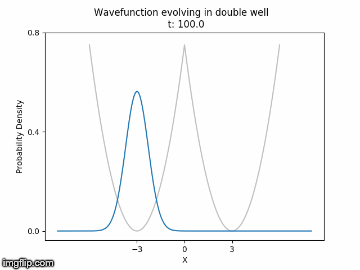 Wavefunction evolving in double well
t: 100.0
0.8
Probability Density
0.4
0.0
−3
0
3
X
imgflip.com